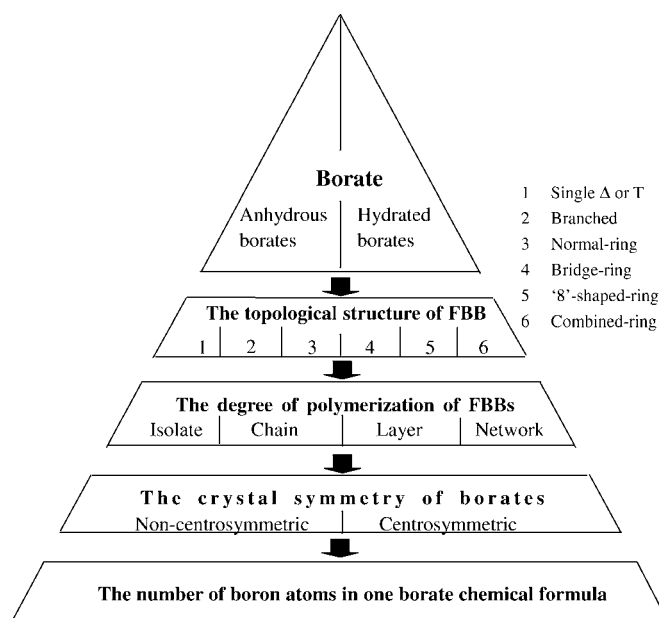 Borate
Anhydrous borates
Hydrated borates
1 Single Δ or T
2 Branched
3 Normal-ring
4 Bridge-ring
5 ‘8’-shaped-ring
6 Combined-ring
The topological structure of FBB
1 2 3 4 5 6
The degree of polymerization of FBBs
Isolate Chain Layer Network
The crystal symmetry of borates
Non-centrosymmetric Centrosymmetric
The number of boron atoms in one borate chemical formula